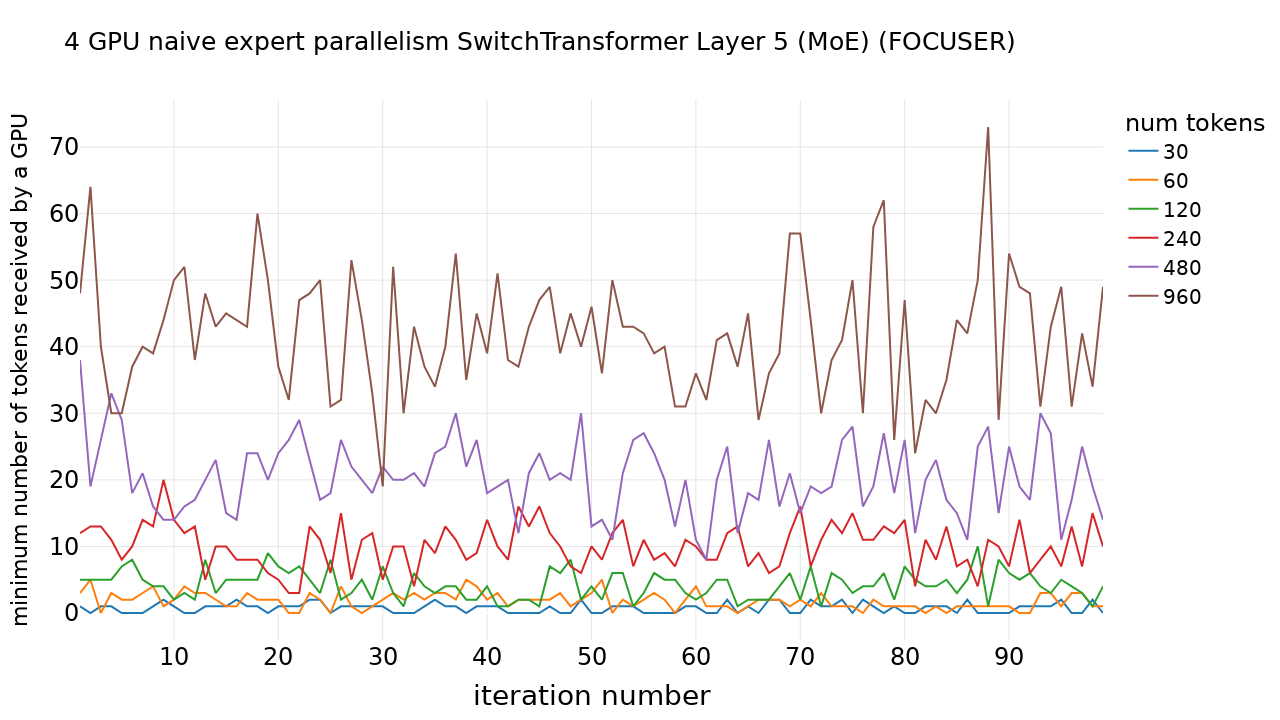 4 GPU naive expert parallelism SwitchTransformer Layer 5 (MoE) (FOCUSER)
minimum number of tokens received by a GPU
70
60
50
40
30
20
10
0
10 20 30 40 50 60 70 80 90
iteration number
num tokens
30
60
120
240
480
960